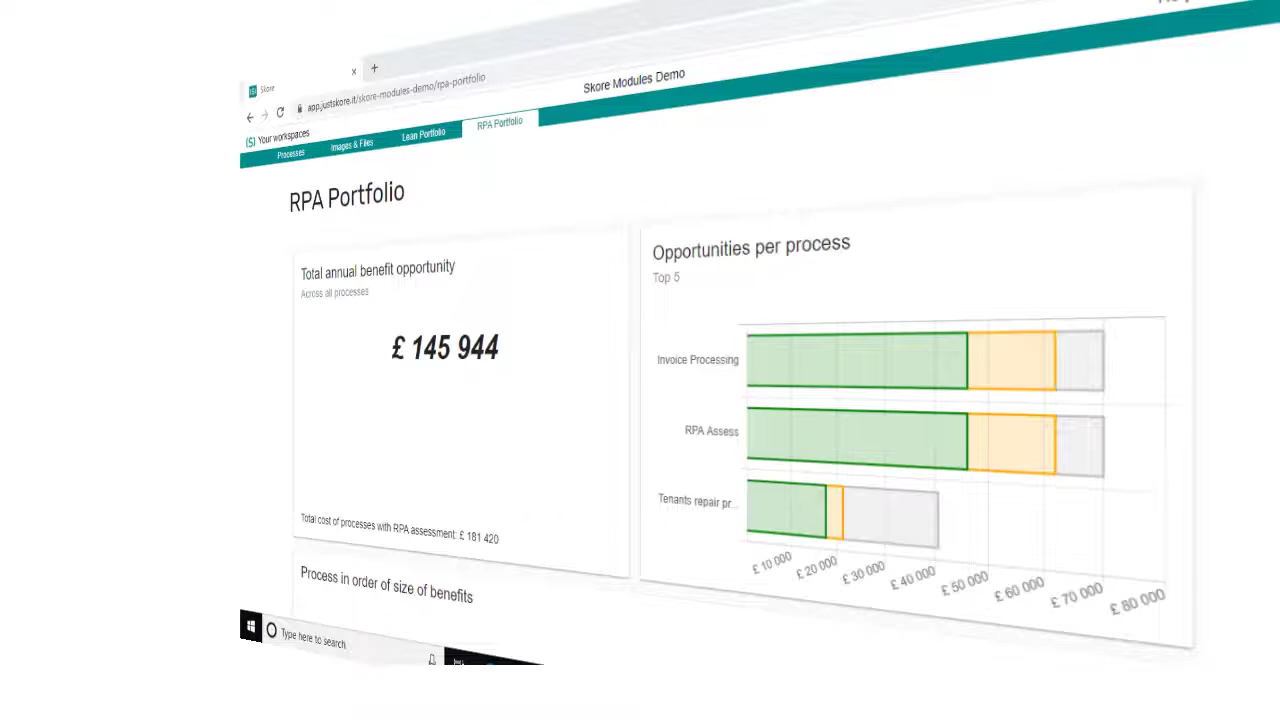 Skore
app.justskore.it/skore-modules-demo/rpa-portfolio
Skore Modules Demo
Your workspaces
Processes
Images & Files
Lean Portfolio
RPA Portfolio
RPA Portfolio
Total annual benefit opportunity
Across all processes
£ 145 944
Total cost of processes with RPA assessment: £ 181 420
Opportunities per process
Top 5
Invoice Processing
RPA Assess
Tenants repair pr...
£ 10 000
£ 20 000
£ 30 000
£ 40 000
£ 50 000
£ 60 000
£ 70 000
£ 80 000
Process in order of size of benefits
Type here to search